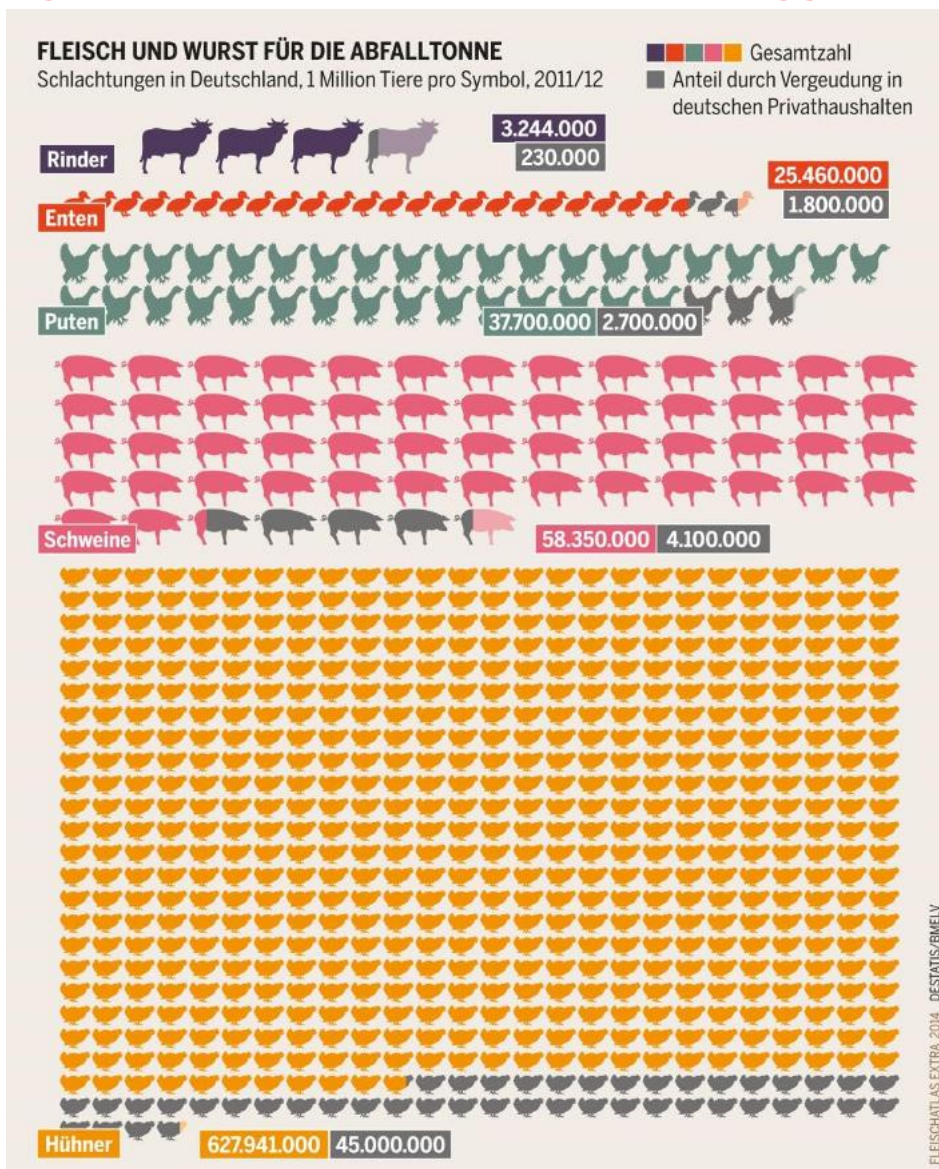 FLEISCH UND WURST FÜR DIE ABFALLTONNE
Schlachtungen in Deutschland, 1 Million Tiere pro Symbol, 2011/12
Gesamtzahl
Anteil durch Vergeudung in
deutschen Privathaushalten
Rinder
3.244.000
230.000
Enten
25.460.000
1.800.000
Puten
37.700.000 2.700.000
Schweine
58.350.000 4.100.000
Hühner
627.941.000 45.000.000
FLEISCHATLAS EXTRA 2014 DESTATIS/BMELV